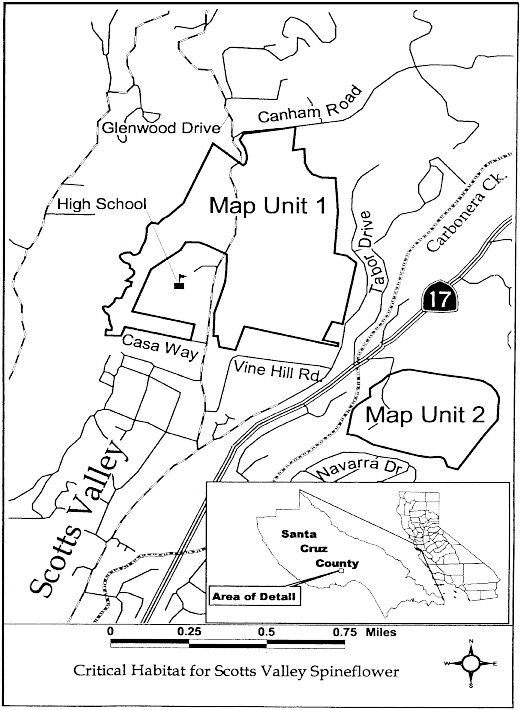 Canham Road
Glenwood Drive
High School
Map Unit 1
Tabor Drive
Carbonera Ck.
17
Casa Way
Vine Hill Rd.
Map Unit 2
Navarra Dr
Scotts Valley
Santa
Cruz
County
Area of Detail
0 0.25 0.5 0.75 Miles
Critical Habitat for Scotts Valley Spineflower
N
W E
S